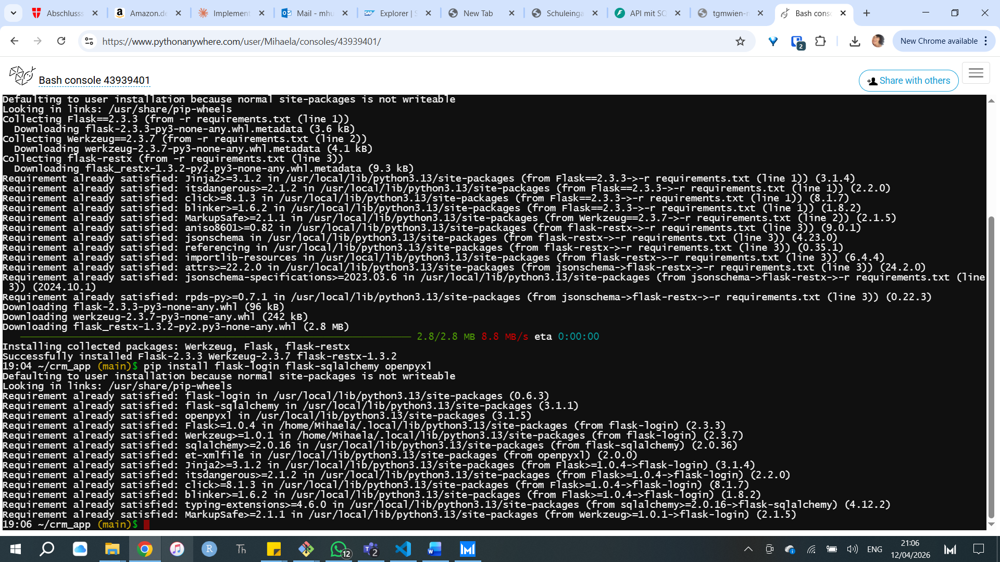 Abschlusss
Amazon.de
Implement
Mail - mhu
Explorer | S
New Tab
Schuleinga
API mit SQ
tgmwien-n
Bash conso
https://www.pythonanywhere.com/user/Mihaela/consoles/43939401/
2
New Chrome available
Bash console 43939401
Share with others
Defaulting to user installation because normal site-packages is not writeable
Looking in links: /usr/share/pip-wheels
Collecting Flask==2.3.3 (from -r requirements.txt (line 1))
  Downloading flask-2.3.3-py3-none-any.whl.metadata (3.6 kB)
Collecting Werkzeug==2.3.7 (from -r requirements.txt (line 2))
  Downloading werkzeug-2.3.7-py3-none-any.whl.metadata (4.1 kB)
Collecting flask-restx (from -r requirements.txt (line 3))
  Downloading flask_restx-1.3.2-py2.py3-none-any.whl.metadata (9.3 kB)
Requirement already satisfied: Jinja2>=3.1.2 in /usr/local/lib/python3.13/site-packages (from Flask==2.3.3->-r requirements.txt (line 1)) (3.1.4)
Requirement already satisfied: itsdangerous>=2.1.2 in /usr/local/lib/python3.13/site-packages (from Flask==2.3.3->-r requirements.txt (line 1)) (2.2.0)
Requirement already satisfied: click>=8.1.3 in /usr/local/lib/python3.13/site-packages (from Flask==2.3.3->-r requirements.txt (line 1)) (8.1.7)
Requirement already satisfied: blinker>=1.6.2 in /usr/local/lib/python3.13/site-packages (from Flask==2.3.3->-r requirements.txt (line 1)) (1.8.2)
Requirement already satisfied: MarkupSafe>=2.1.1 in /usr/local/lib/python3.13/site-packages (from Werkzeug==2.3.7->-r requirements.txt (line 2)) (2.1.5)
Requirement already satisfied: aniso8601>=0.82 in /usr/local/lib/python3.13/site-packages (from flask-restx->-r requirements.txt (line 3)) (9.0.1)
Requirement already satisfied: jsonschema in /usr/local/lib/python3.13/site-packages (from flask-restx->-r requirements.txt (line 3)) (4.23.0)
Requirement already satisfied: referencing in /usr/local/lib/python3.13/site-packages (from flask-restx->-r requirements.txt (line 3)) (0.35.1)
Requirement already satisfied: importlib-resources in /usr/local/lib/python3.13/site-packages (from flask-restx->-r requirements.txt (line 3)) (6.4.4)
Requirement already satisfied: attrs>=22.2.0 in /usr/local/lib/python3.13/site-packages (from jsonschema->flask-restx->-r requirements.txt (line 3)) (24.2.0)
Requirement already satisfied: jsonschema-specifications>=2023.03.6 in /usr/local/lib/python3.13/site-packages (from jsonschema->flask-restx->-r requirements.txt (line
 3)) (2024.10.1)
Requirement already satisfied: rpds-py>=0.7.1 in /usr/local/lib/python3.13/site-packages (from jsonschema->flask-restx->-r requirements.txt (line 3)) (0.22.3)
Downloading flask-2.3.3-py3-none-any.whl (96 kB)
Downloading werkzeug-2.3.7-py3-none-any.whl (242 kB)
Downloading flask_restx-1.3.2-py2.py3-none-any.whl (2.8 MB)
2.8/2.8 MB 8.8 MB/s eta 0:00:00
Installing collected packages: Werkzeug, Flask, flask-restx
Successfully installed Flask-2.3.3 Werkzeug-2.3.7 flask-restx-1.3.2
19:04 ~/crm_app (main)$ pip install flask-login flask-sqlalchemy openpyxl
Defaulting to user installation because normal site-packages is not writeable
Looking in links: /usr/share/pip-wheels
Requirement already satisfied: flask-login in /usr/local/lib/python3.13/site-packages (0.6.3)
Requirement already satisfied: flask-sqlalchemy in /usr/local/lib/python3.13/site-packages (3.1.1)
Requirement already satisfied: openpyxl in /usr/local/lib/python3.13/site-packages (3.1.5)
Requirement already satisfied: Flask>=1.0.4 in /home/Mihaela/.local/lib/python3.13/site-packages (from flask-login) (2.3.3)
Requirement already satisfied: Werkzeug>=1.0.1 in /home/Mihaela/.local/lib/python3.13/site-packages (from flask-login) (2.3.7)
Requirement already satisfied: sqlalchemy>=2.0.16 in /usr/local/lib/python3.13/site-packages (from flask-sqlalchemy) (2.0.36)
Requirement already satisfied: et-xmlfile in /usr/local/lib/python3.13/site-packages (from openpyxl) (2.0.0)
Requirement already satisfied: Jinja2>=3.1.2 in /usr/local/lib/python3.13/site-packages (from Flask>=1.0.4->flask-login) (3.1.4)
Requirement already satisfied: itsdangerous>=2.1.2 in /usr/local/lib/python3.13/site-packages (from Flask>=1.0.4->flask-login) (2.2.0)
Requirement already satisfied: click>=8.1.3 in /usr/local/lib/python3.13/site-packages (from Flask>=1.0.4->flask-login) (8.1.7)
Requirement already satisfied: blinker>=1.6.2 in /usr/local/lib/python3.13/site-packages (from Flask>=1.0.4->flask-login) (1.8.2)
Requirement already satisfied: typing-extensions>=4.6.0 in /usr/local/lib/python3.13/site-packages (from sqlalchemy>=2.0.16->flask-sqlalchemy) (4.12.2)
Requirement already satisfied: MarkupSafe>=2.1.1 in /usr/local/lib/python3.13/site-packages (from Werkzeug>=1.0.1->flask-login) (2.1.5)
19:06 ~/crm_app (main)$
R
Th
12
2
ENG
21:06
12/04/2026